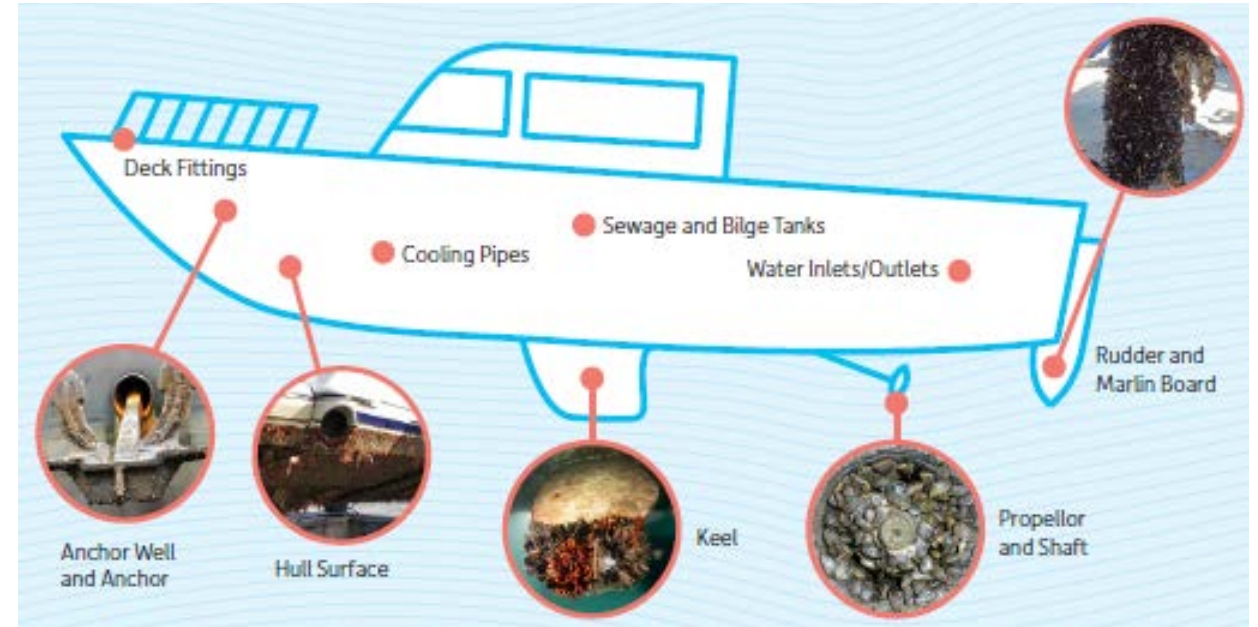 Deck Fittings
Sewage and Bilge Tanks
Cooling Pipes
Water Inlets/Outlets
Rudder and
Marlin Board
Anchor Well
and Anchor
Hull Surface
Keel
Propellor
and Shaft